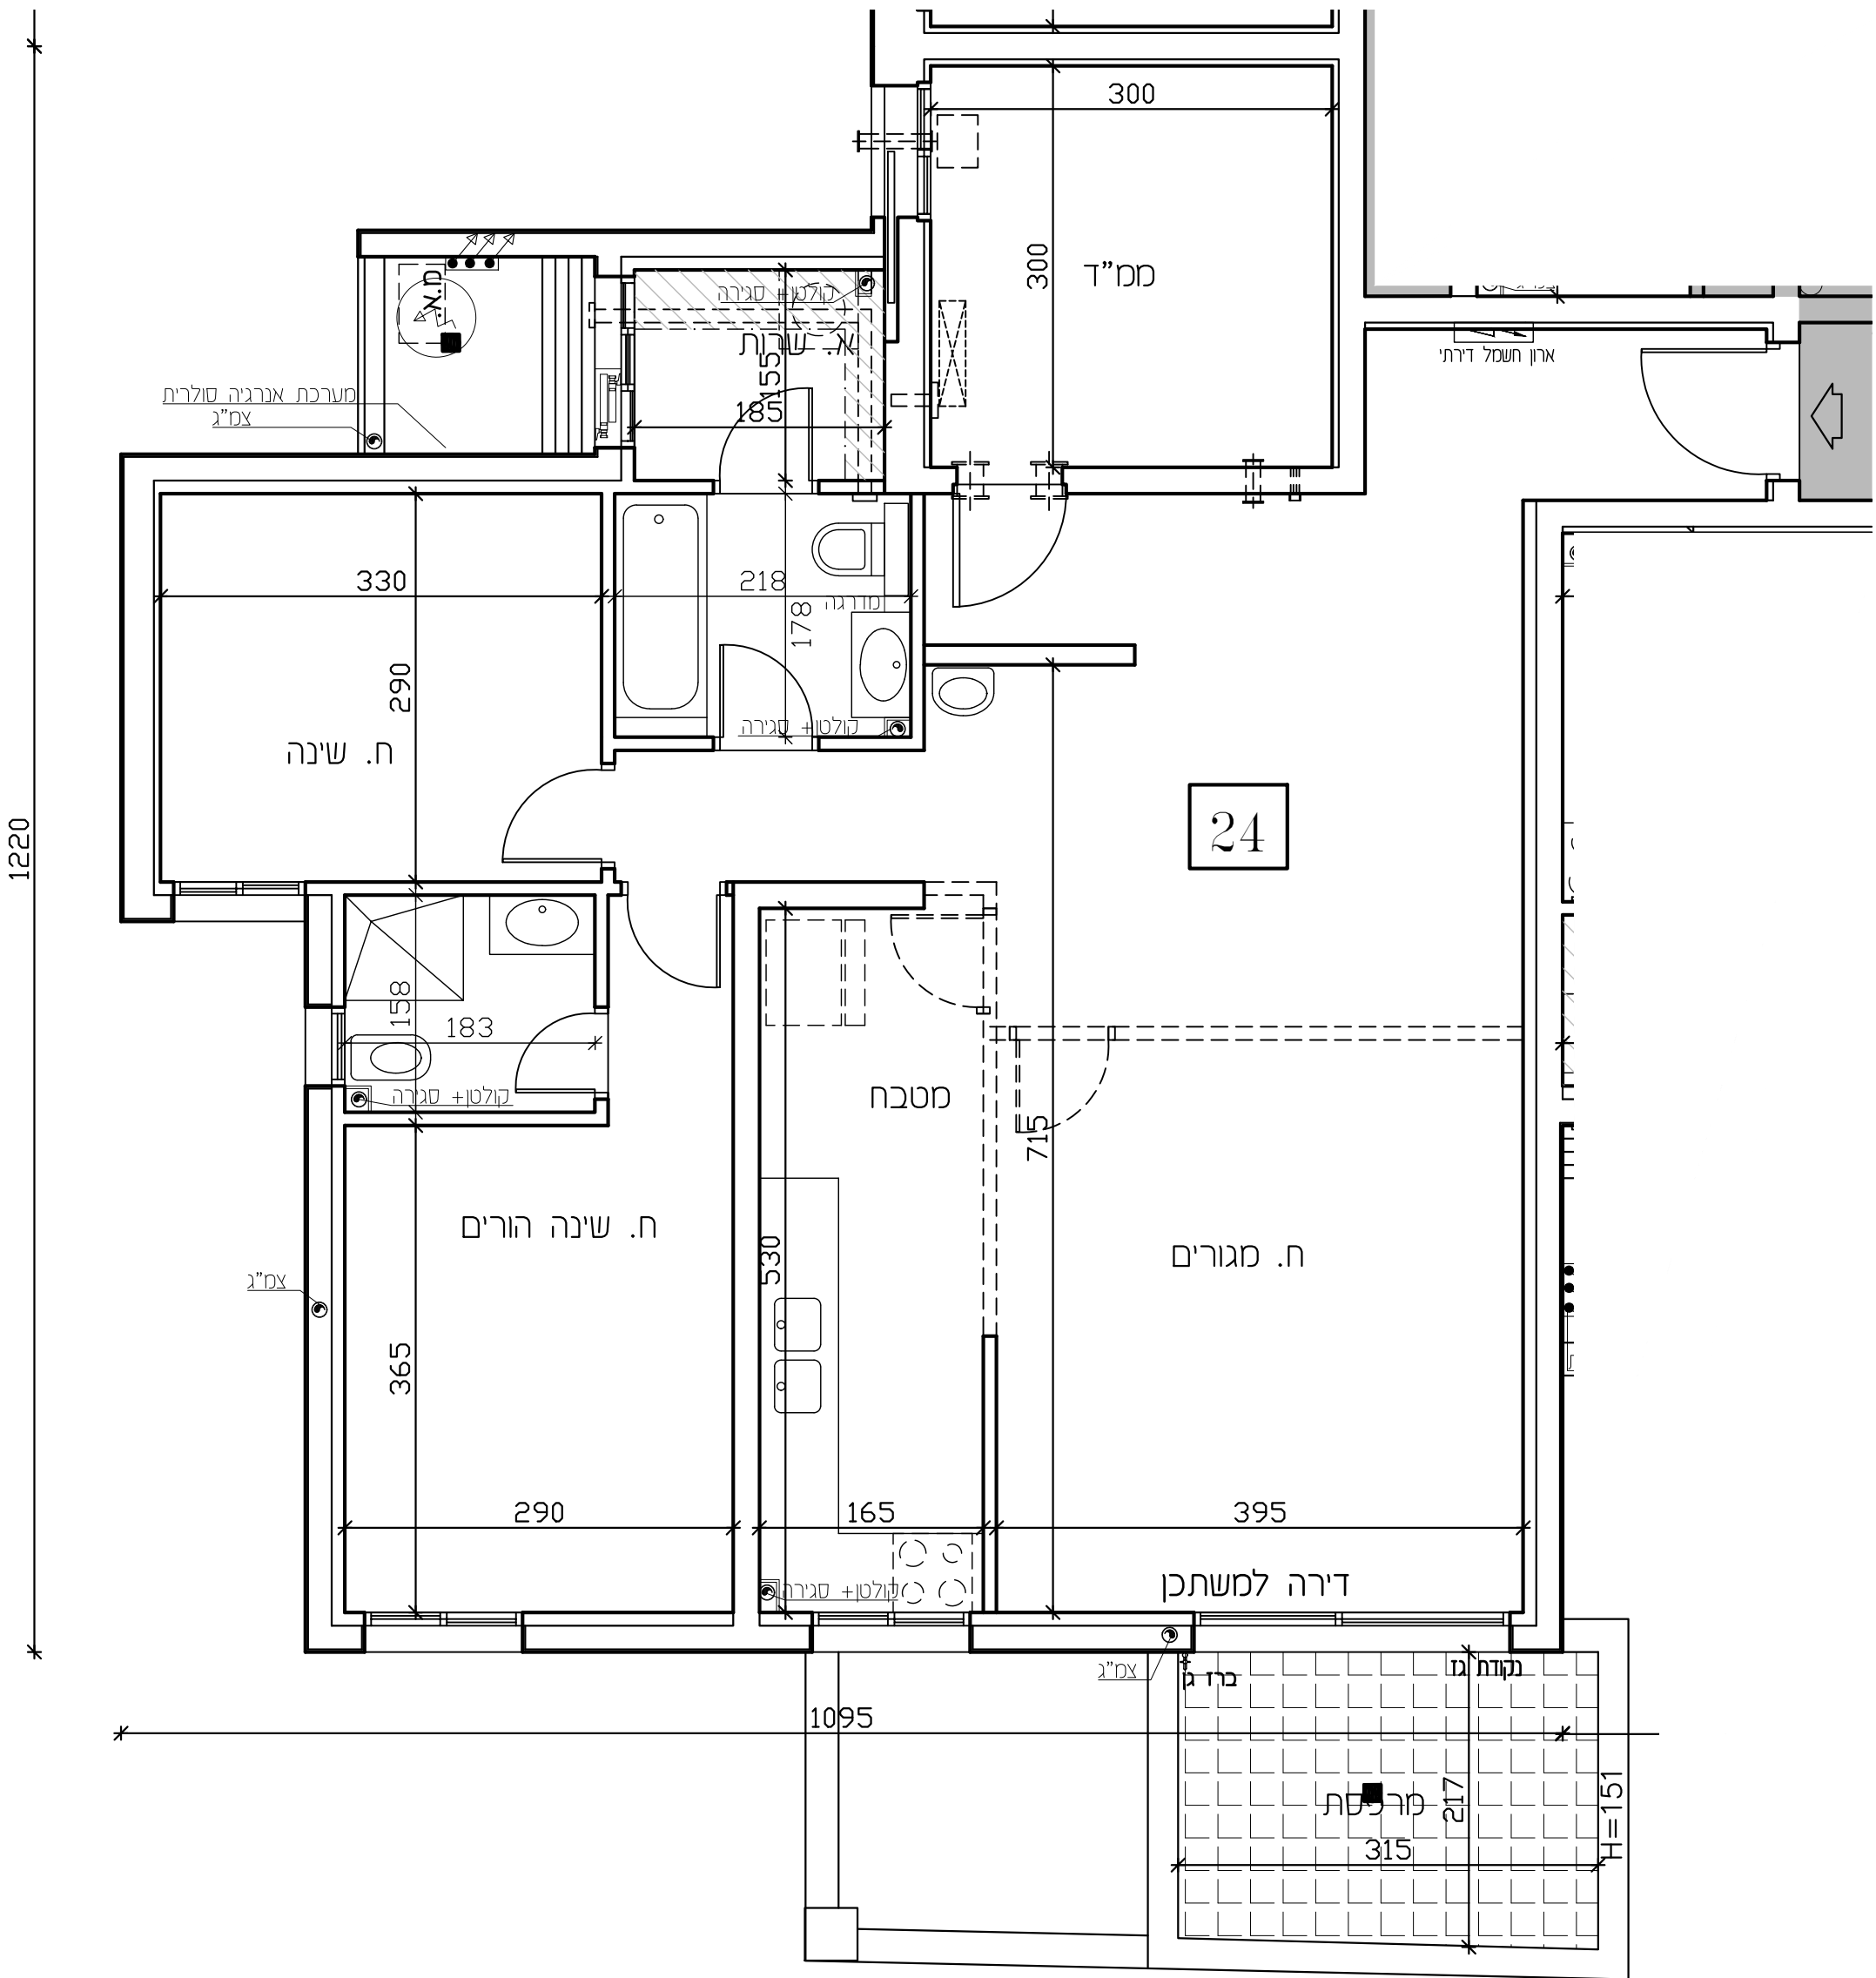 300
300
ממ"ד
מ.א.
קולטן+ סגירה
א. שרות
155
185
ארון חשמל דירתי
מערכת אנרגיה סולרית
צמ"ג
330
218
178
מדרגה
290
ח. שינה
קולטן+ סגירה
24
1220
158
183
קולטן+ סגירה
מטבח
715
ח. שינה הורים
530
ח. מגורים
צמ"ג
365
290
165
395
קולטן+ סגירה
דירה למשתכן
צמ"ג
ברז גן
נקודת גז
1095
מרפסת
217
315
H=151